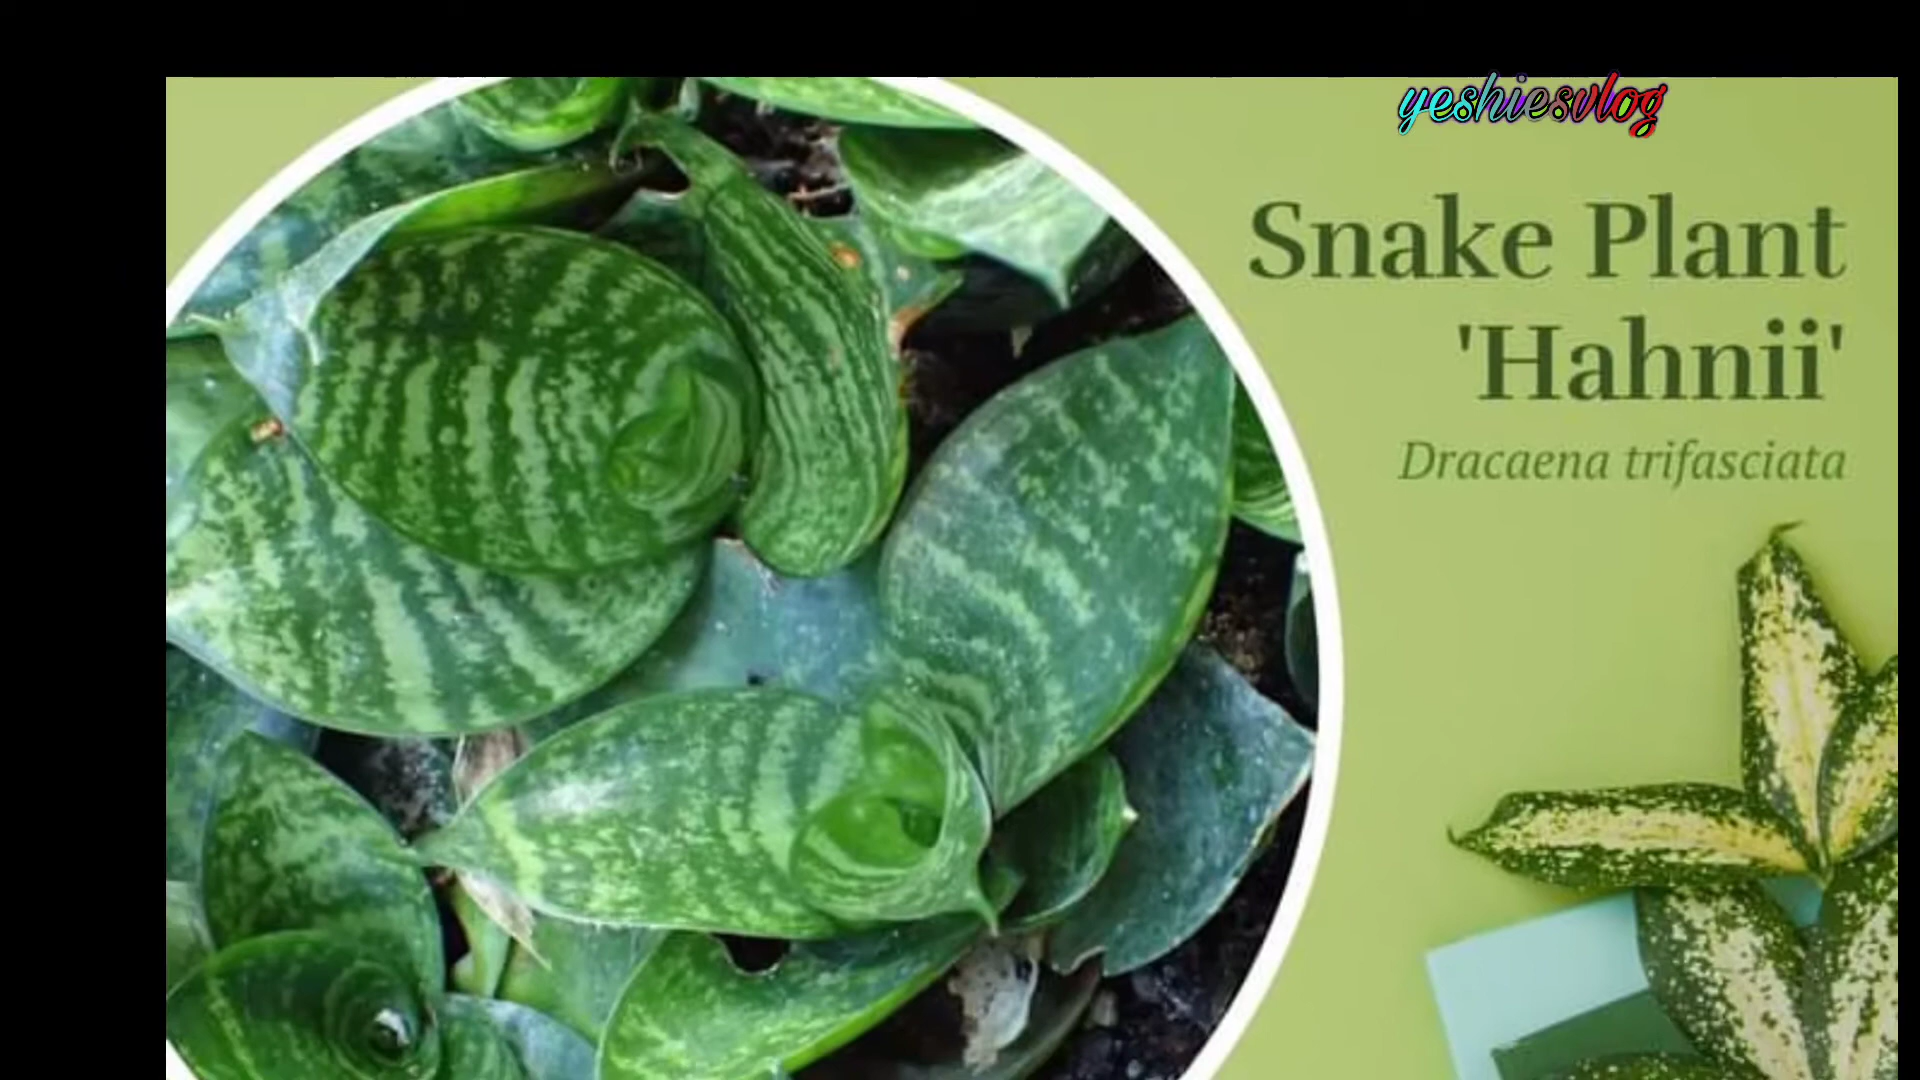 yeshiesvlog
Snake Plant
'Hahnii'
Dracaena trifasciata